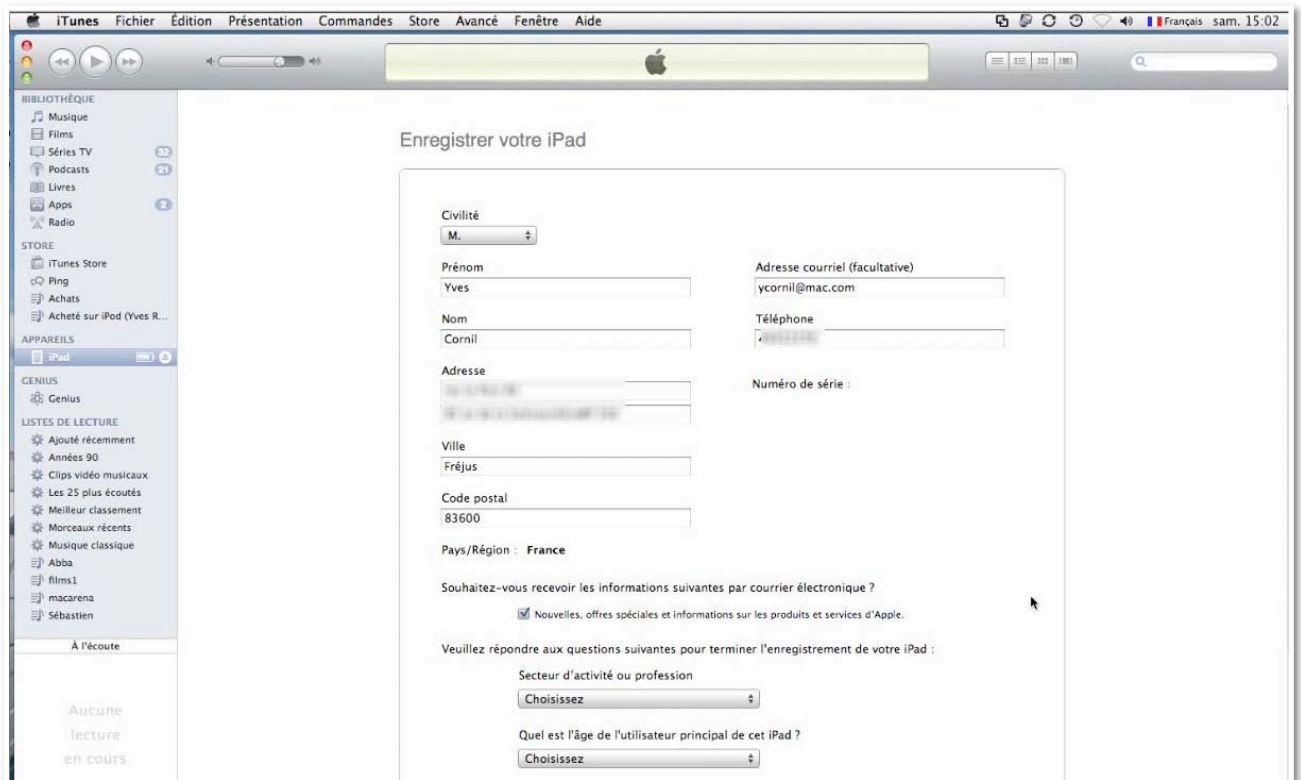 iTunes Fichier Édition Présentation Commandes Store Avancé Fenêtre Aide Français sam. 15:02
BIBLIOTHÈQUE
Musique
Films
Séries TV
Podcasts 21
Livres
Apps 2
Radio
STORE
iTunes Store
Ping
Achats
Acheté sur iPod (Yves R...
APPAREILS
iPad
GENIUS
Genius
LISTES DE LECTURE
Ajouté récemment
Années 90
Clips vidéo musicaux
Les 25 plus écoutés
Meilleur classement
Morceaux récents
Musique classique
Abba
films1
macarena
Sébastien
À l'écoute
Aucune
lecture
en cours
Enregistrer votre iPad
Civilité
M.
Prénom
Yves
Adresse courriel (facultative)
ycornil@mac.com
Nom
Cornil
Téléphone
Adresse
Numéro de série :
Ville
Fréjus
Code postal
83600
Pays/Région : France
Souhaitez-vous recevoir les informations suivantes par courrier électronique ?
Nouvelles, offres spéciales et informations sur les produits et services d'Apple.
Veuillez répondre aux questions suivantes pour terminer l'enregistrement de votre iPad :
Secteur d'activité ou profession
Choisissez
Quel est l'âge de l'utilisateur principal de cet iPad ?
Choisissez